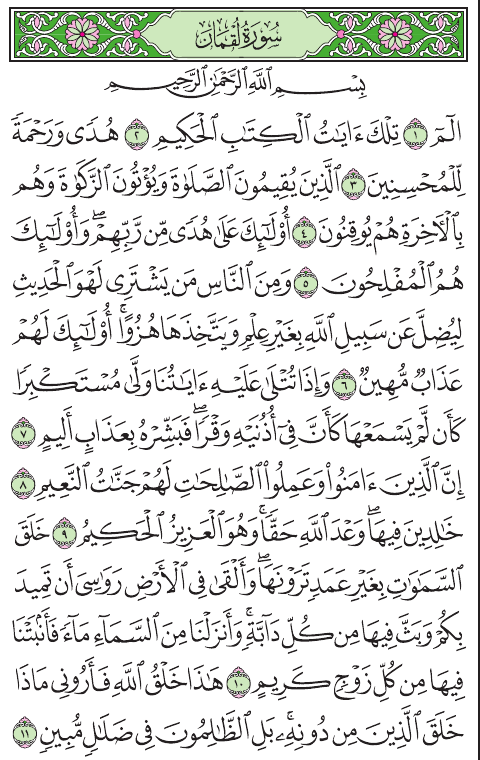 سُورَةُ لُقْمَانَ
بِسْمِ ٱللَّهِ ٱلرَّحْمَٰنِ ٱلرَّحِيمِ
الٓمٓ ١ تِلْكَ ءَايَٰتُ ٱلْكِتَٰبِ ٱلْحَكِيمِ ٢ هُدًى وَرَحْمَةً
لِّلْمُحْسِنِينَ ٣ ٱلَّذِينَ يُقِيمُونَ ٱلصَّلَوٰةَ وَيُؤْتُونَ ٱلزَّكَوٰةَ وَهُم
بِٱلْءَاخِرَةِ هُمْ يُوقِنُونَ ٤ أُو۟لَٰٓئِكَ عَلَىٰ هُدًى مِّن رَّبِّهِمْ ۖ وَأُو۟لَٰٓئِكَ
هُمُ ٱلْمُفْلِحُونَ ٥ وَمِنَ ٱلنَّاسِ مَن يَشْتَرِى لَهْوَ ٱلْحَدِيثِ
لِيُضِلَّ عَن سَبِيلِ ٱللَّهِ بِغَيْرِ عِلْمٍ وَيَتَّخِذَهَا هُزُوًا ۚ أُو۟لَٰٓئِكَ لَهُمْ
عَذَابٌ مُّهِينٌ ٦ وَإِذَا تُتْلَىٰ عَلَيْهِ ءَايَٰتُنَا وَلَّىٰ مُسْتَكْبِرًا
كَأَن لَّمْ يَسْمَعْهَا كَأَنَّ فِىٓ أُذُنَيْهِ وَقْرًا ۖ فَبَشِّرْهُ بِعَذَابٍ أَلِيمٍ ٧
إِنَّ ٱلَّذِينَ ءَامَنُوا۟ وَعَمِلُوا۟ ٱلصَّٰلِحَٰتِ لَهُمْ جَنَّٰتُ ٱلنَّعِيمِ ٨
خَٰلِدِينَ فِيهَا ۖ وَعْدَ ٱللَّهِ حَقًّا ۚ وَهُوَ ٱلْعَزِيزُ ٱلْحَكِيمُ ٩ خَلَقَ
ٱلسَّمَٰوَٰتِ بِغَيْرِ عَمَدٍ تَرَوْنَهَا ۖ وَأَلْقَىٰ فِى ٱلْأَرْضِ رَوَٰسِىَ أَن تَمِيدَ
بِكُمْ وَبَثَّ فِيهَا مِن كُلِّ دَآبَّةٍ ۚ وَأَنزَلْنَا مِنَ ٱلسَّمَآءِ مَآءً فَأَنۢبَتْنَا
فِيهَا مِن كُلِّ زَوْجٍ كَرِيمٍ ١٠ هَٰذَا خَلْقُ ٱللَّهِ فَأَرُونِى مَاذَا
خَلَقَ ٱلَّذِينَ مِن دُونِهِۦ ۚ بَلِ ٱلظَّٰلِمُونَ فِى ضَلَٰلٍ مُّبِينٍ ١١